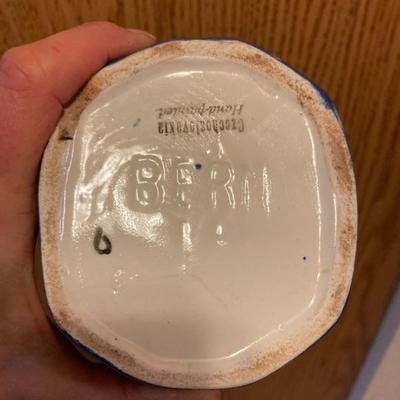 Czechoslovakia
Hand-painted.
BERN
6